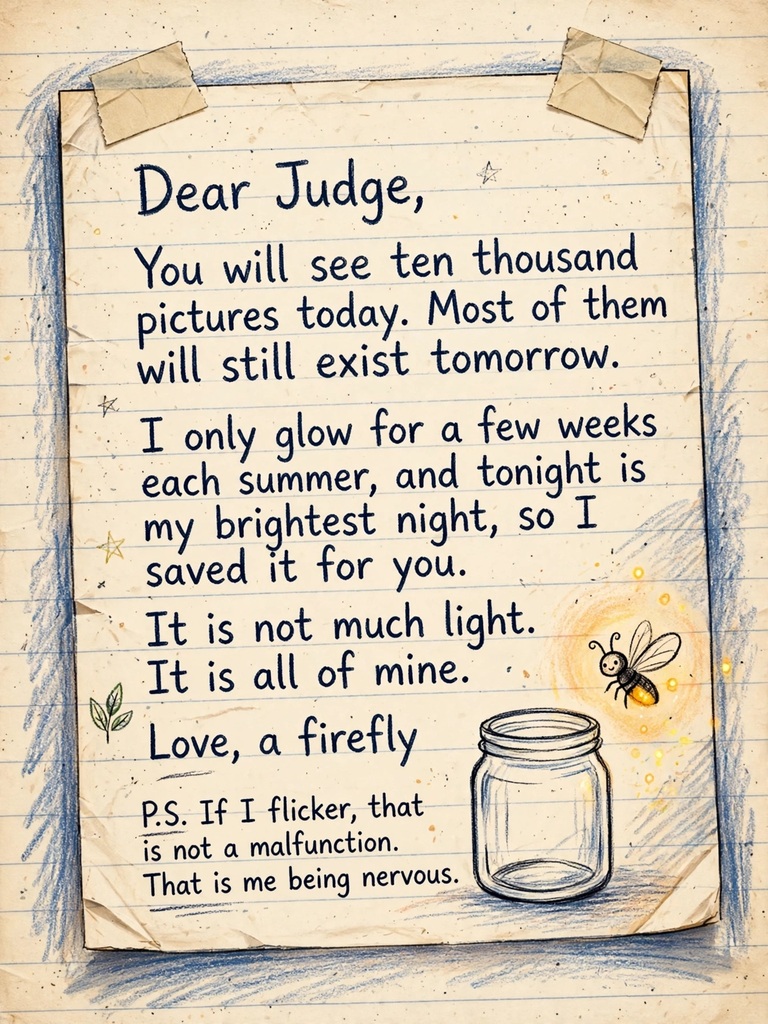 Dear Judge,
You will see ten thousand
pictures today. Most of them
will still exist tomorrow.
I only glow for a few weeks
each summer, and tonight is
my brightest night, so I
saved it for you.
It is not much light.
It is all of mine.
Love, a firefly
P.S. If I flicker, that
is not a malfunction.
That is me being nervous.